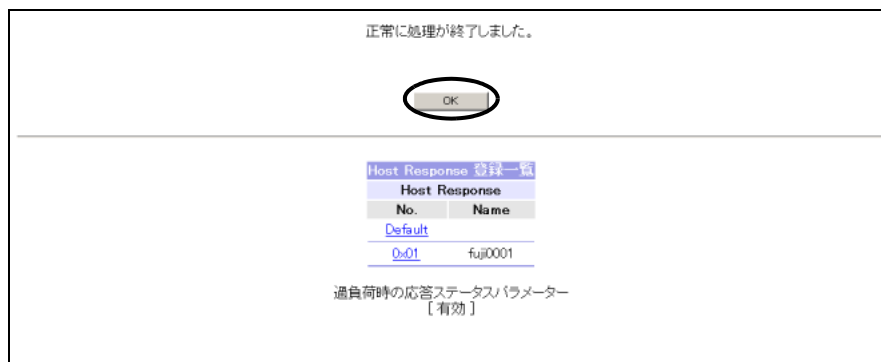 正常に処理が終了しました。
OK
Host Response 登録一覧
Host Response
No. Name
Default
0x01 fuji0001
過負荷時の応答ステータスパラメーター
[ 有効 ]